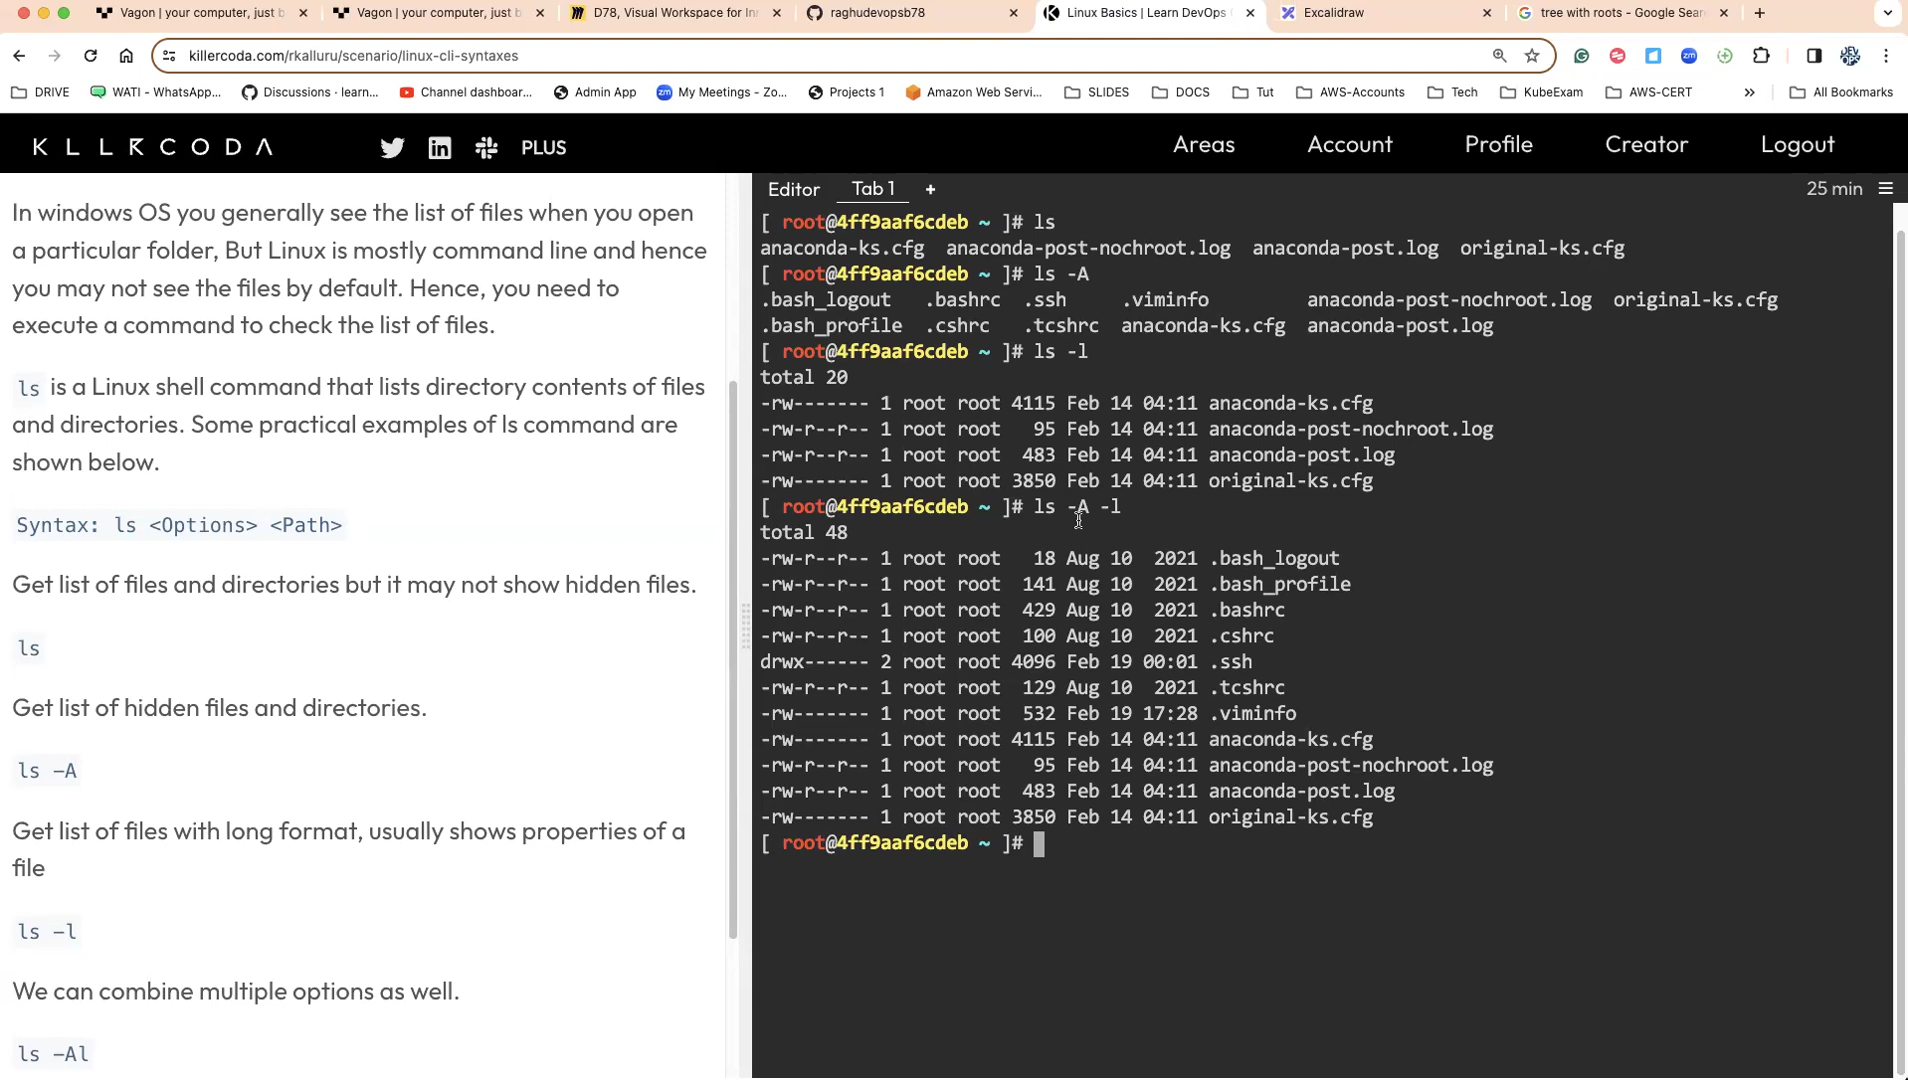 Vagon | your computer, just b
Vagon | your computer, just b
D78, Visual Workspace for Inn
raghudevopsb78
Linux Basics | Learn DevOps C
Excalidraw
tree with roots - Google Sear
killercoda.com/rkalluru/scenario/linux-cli-syntaxes
DRIVE
WATI - WhatsApp...
Discussions · learn...
Channel dashboar...
Admin App
My Meetings - Zo...
Projects 1
Amazon Web Servi...
SLIDES
DOCS
Tut
AWS-Accounts
Tech
KubeExam
AWS-CERT
All Bookmarks
KLLRCODA
PLUS
Areas
Account
Profile
Creator
Logout
In windows OS you generally see the list of files when you open
a particular folder, But Linux is mostly command line and hence
you may not see the files by default. Hence, you need to
execute a command to check the list of files.
ls is a Linux shell command that lists directory contents of files
and directories. Some practical examples of ls command are
shown below.
Syntax: ls <Options> <Path>
Get list of files and directories but it may not show hidden files.
ls
Get list of hidden files and directories.
ls -A
Get list of files with long format, usually shows properties of a
file
ls -l
We can combine multiple options as well.
ls -Al
Editor
Tab 1
+
25 min
[ root@4ff9aaf6cdeb ~ ]# ls
anaconda-ks.cfg  anaconda-post-nochroot.log  anaconda-post.log  original-ks.cfg
[ root@4ff9aaf6cdeb ~ ]# ls -A
.bash_logout   .bashrc  .ssh     .viminfo         anaconda-post-nochroot.log  original-ks.cfg
.bash_profile  .cshrc   .tcshrc  anaconda-ks.cfg  anaconda-post.log
[ root@4ff9aaf6cdeb ~ ]# ls -l
total 20
-rw------- 1 root root 4115 Feb 14 04:11 anaconda-ks.cfg
-rw-r--r-- 1 root root   95 Feb 14 04:11 anaconda-post-nochroot.log
-rw-r--r-- 1 root root  483 Feb 14 04:11 anaconda-post.log
-rw------- 1 root root 3850 Feb 14 04:11 original-ks.cfg
[ root@4ff9aaf6cdeb ~ ]# ls -A -l
total 48
-rw-r--r-- 1 root root   18 Aug 10  2021 .bash_logout
-rw-r--r-- 1 root root  141 Aug 10  2021 .bash_profile
-rw-r--r-- 1 root root  429 Aug 10  2021 .bashrc
-rw-r--r-- 1 root root  100 Aug 10  2021 .cshrc
drwx------ 2 root root 4096 Feb 19 00:01 .ssh
-rw-r--r-- 1 root root  129 Aug 10  2021 .tcshrc
-rw------- 1 root root  532 Feb 19 17:28 .viminfo
-rw------- 1 root root 4115 Feb 14 04:11 anaconda-ks.cfg
-rw-r--r-- 1 root root   95 Feb 14 04:11 anaconda-post-nochroot.log
-rw-r--r-- 1 root root  483 Feb 14 04:11 anaconda-post.log
-rw------- 1 root root 3850 Feb 14 04:11 original-ks.cfg
[ root@4ff9aaf6cdeb ~ ]#